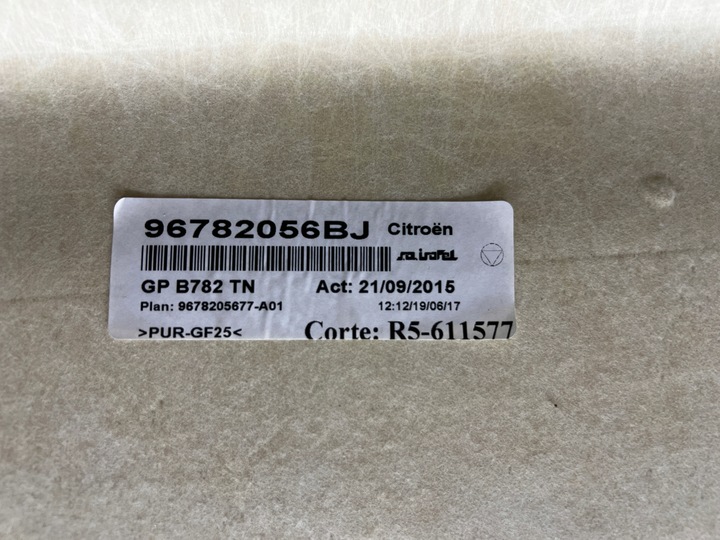 96782056BJ Citroën
GP B782 TN Act: 21/09/2015
Plan: 9678205677-A01 12:12/19/06/17
>PUR-GF25< Corte: R5-611577